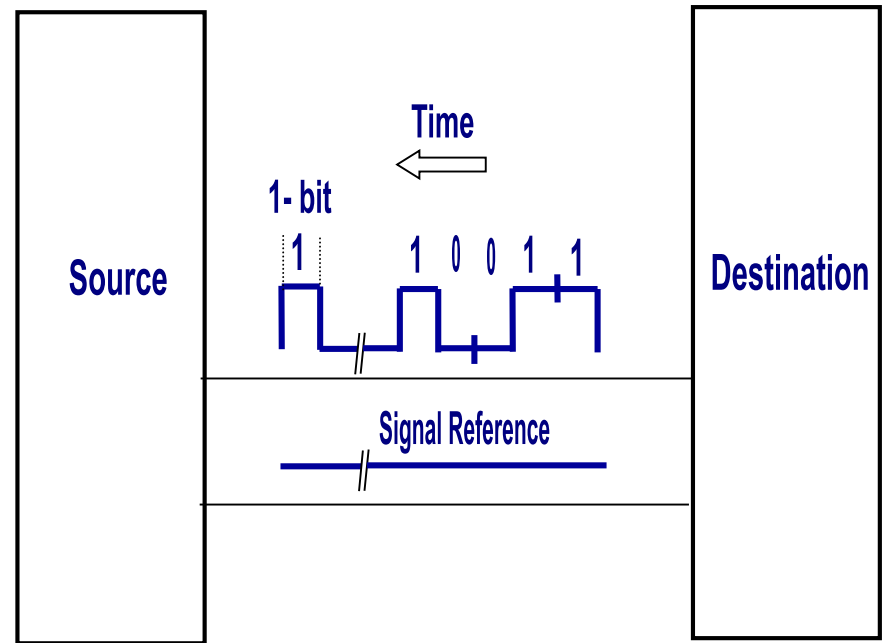 Time
1- bit
1 1 0 0 1 1
Source
Destination
Signal Reference